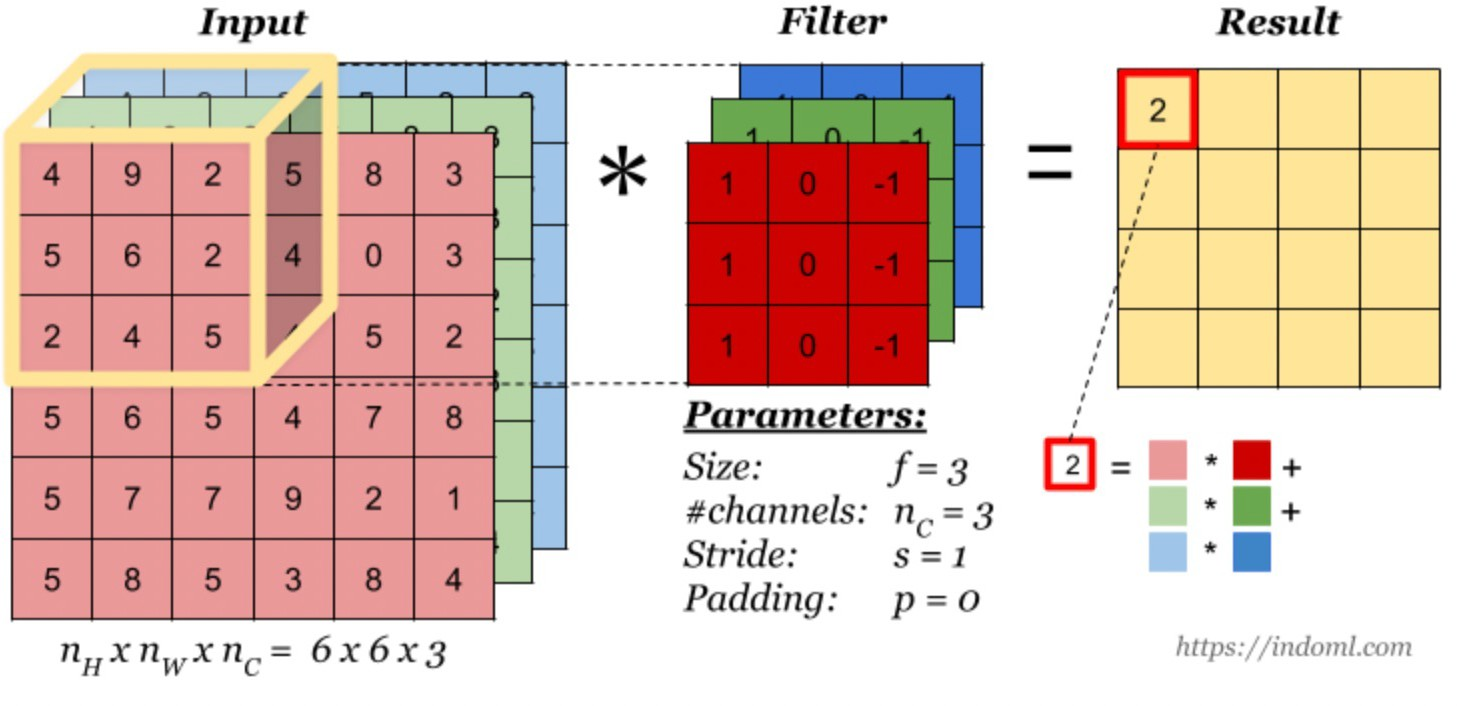 Input
Filter
Result
4 9 2 5 8 3
5 6 2 4 0 3
2 4 5 5 2
5 6 5 4 7 8
5 7 7 9 2 1
5 8 5 3 8 4
n_H x n_W x n_C = 6 x 6 x 3
*
1 0 -1
1 0 -1
1 0 -1
1 0 -1
Parameters:
Size: f = 3
#channels: n_C = 3
Stride: s = 1
Padding: p = 0
=
2
2 = * +
* +
*
https://indoml.com